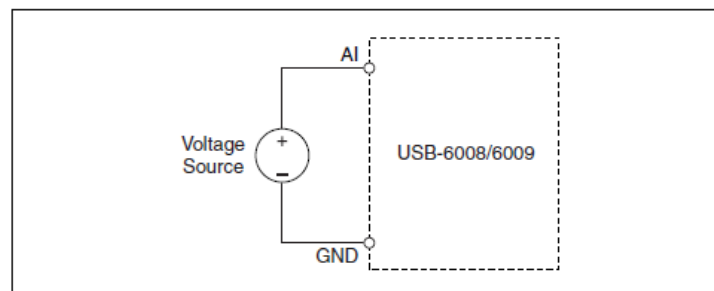 AI
+
Voltage
Source
USB-6008/6009
−
GND